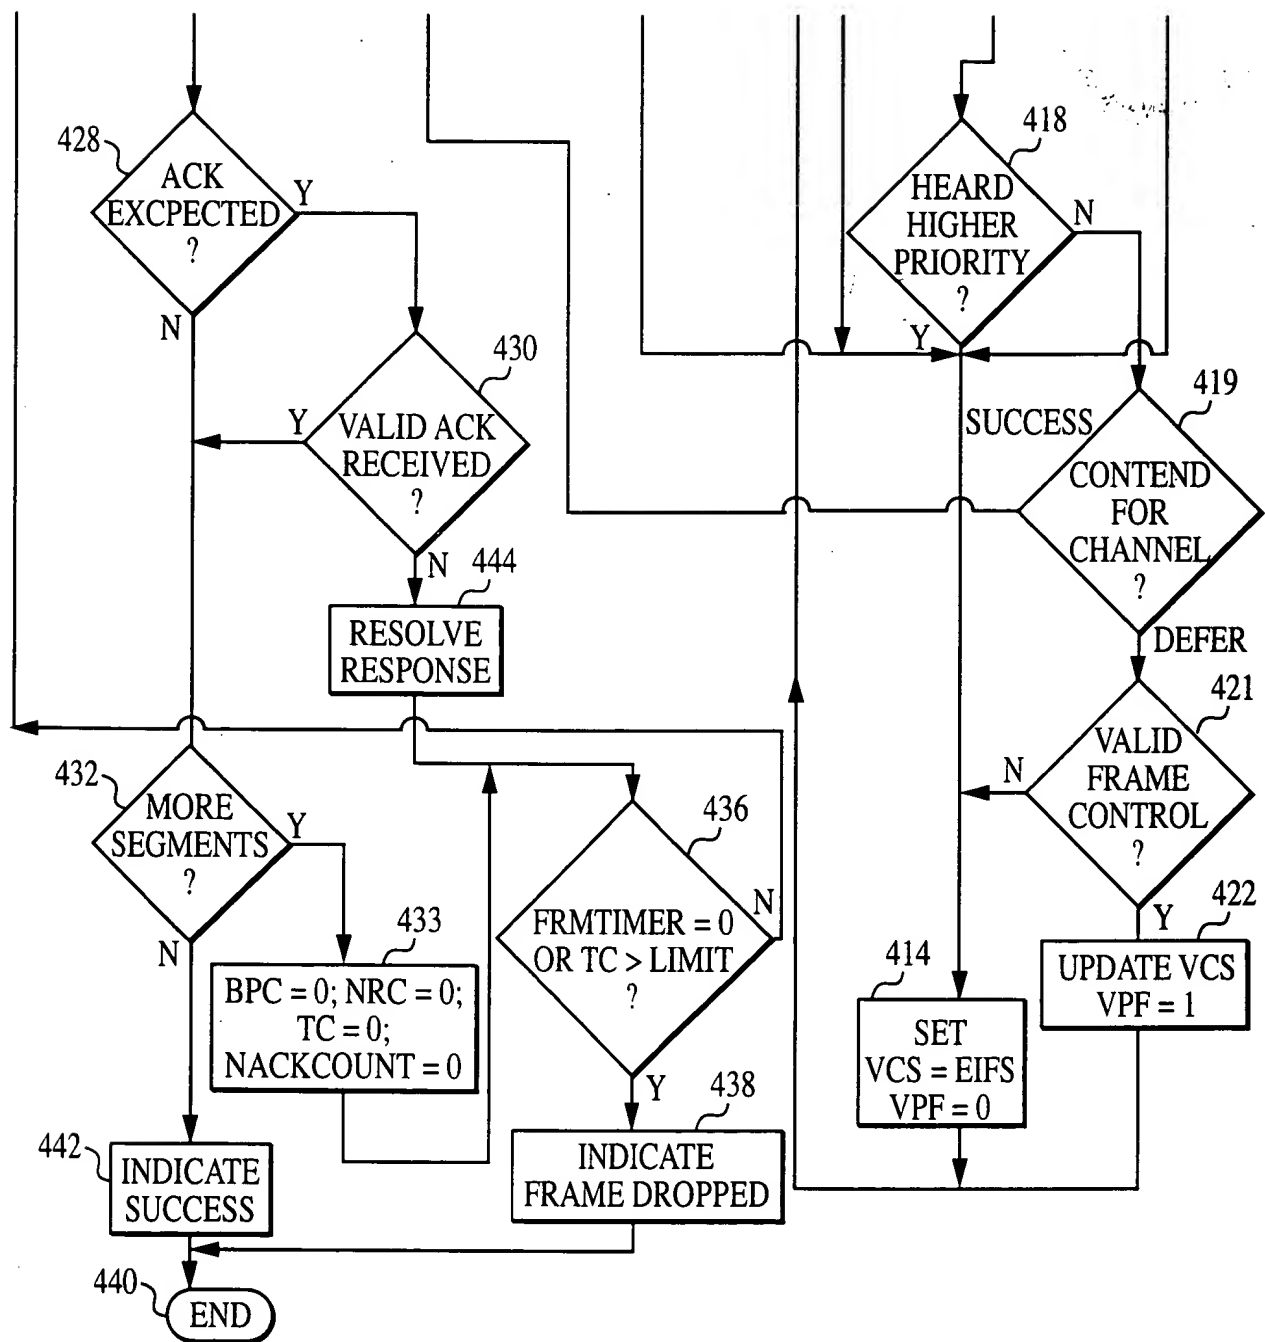 428
ACK
EXCPECTED
?
Y
N
418
HEARD
HIGHER
PRIORITY
?
N
Y
430
VALID ACK
RECEIVED
?
Y
N
419
SUCCESS
CONTEND
FOR
CHANNEL
?
DEFER
444
RESOLVE
RESPONSE
421
VALID
FRAME
CONTROL
?
N
Y
432
MORE
SEGMENTS
?
Y
N
436
FRMTIMER = 0
OR TC > LIMIT
?
N
Y
433
BPC = 0; NRC = 0;
TC = 0;
NACKCOUNT = 0
422
UPDATE VCS
VPF = 1
414
SET
VCS = EIFS
VPF = 0
438
INDICATE
FRAME DROPPED
442
INDICATE
SUCCESS
440
END